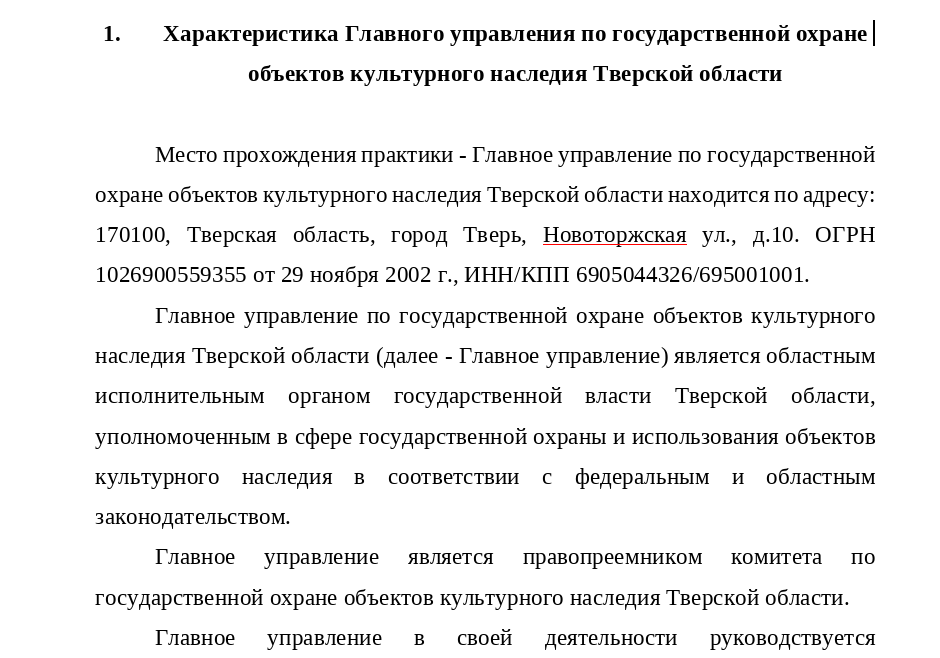 1. Характеристика Главного управления по государственной охране
объектов культурного наследия Тверской области
Место прохождения практики - Главное управление по государственной
охране объектов культурного наследия Тверской области находится по адресу:
170100, Тверская область, город Тверь, Новоторжская ул., д.10. ОГРН
1026900559355 от 29 ноября 2002 г., ИНН/КПП 6905044326/695001001.
Главное управление по государственной охране объектов культурного
наследия Тверской области (далее - Главное управление) является областным
исполнительным органом государственной власти Тверской области,
уполномоченным в сфере государственной охраны и использования объектов
культурного наследия в соответствии с федеральным и областным
законодательством.
Главное управление является правопреемником комитета по
государственной охране объектов культурного наследия Тверской области.
Главное управление в своей деятельности руководствуется